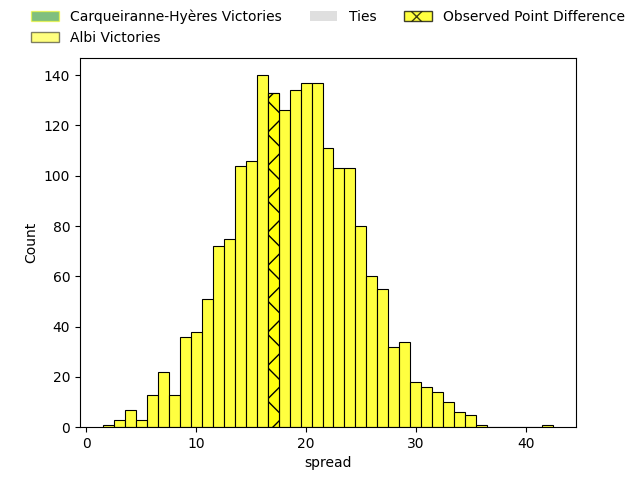 Carqueiranne-Hyères Victories
Ties
Observed Point Difference
Albi Victories
140
120
100
80
60
40
20
0
Count
0 10 20 30 40
spread